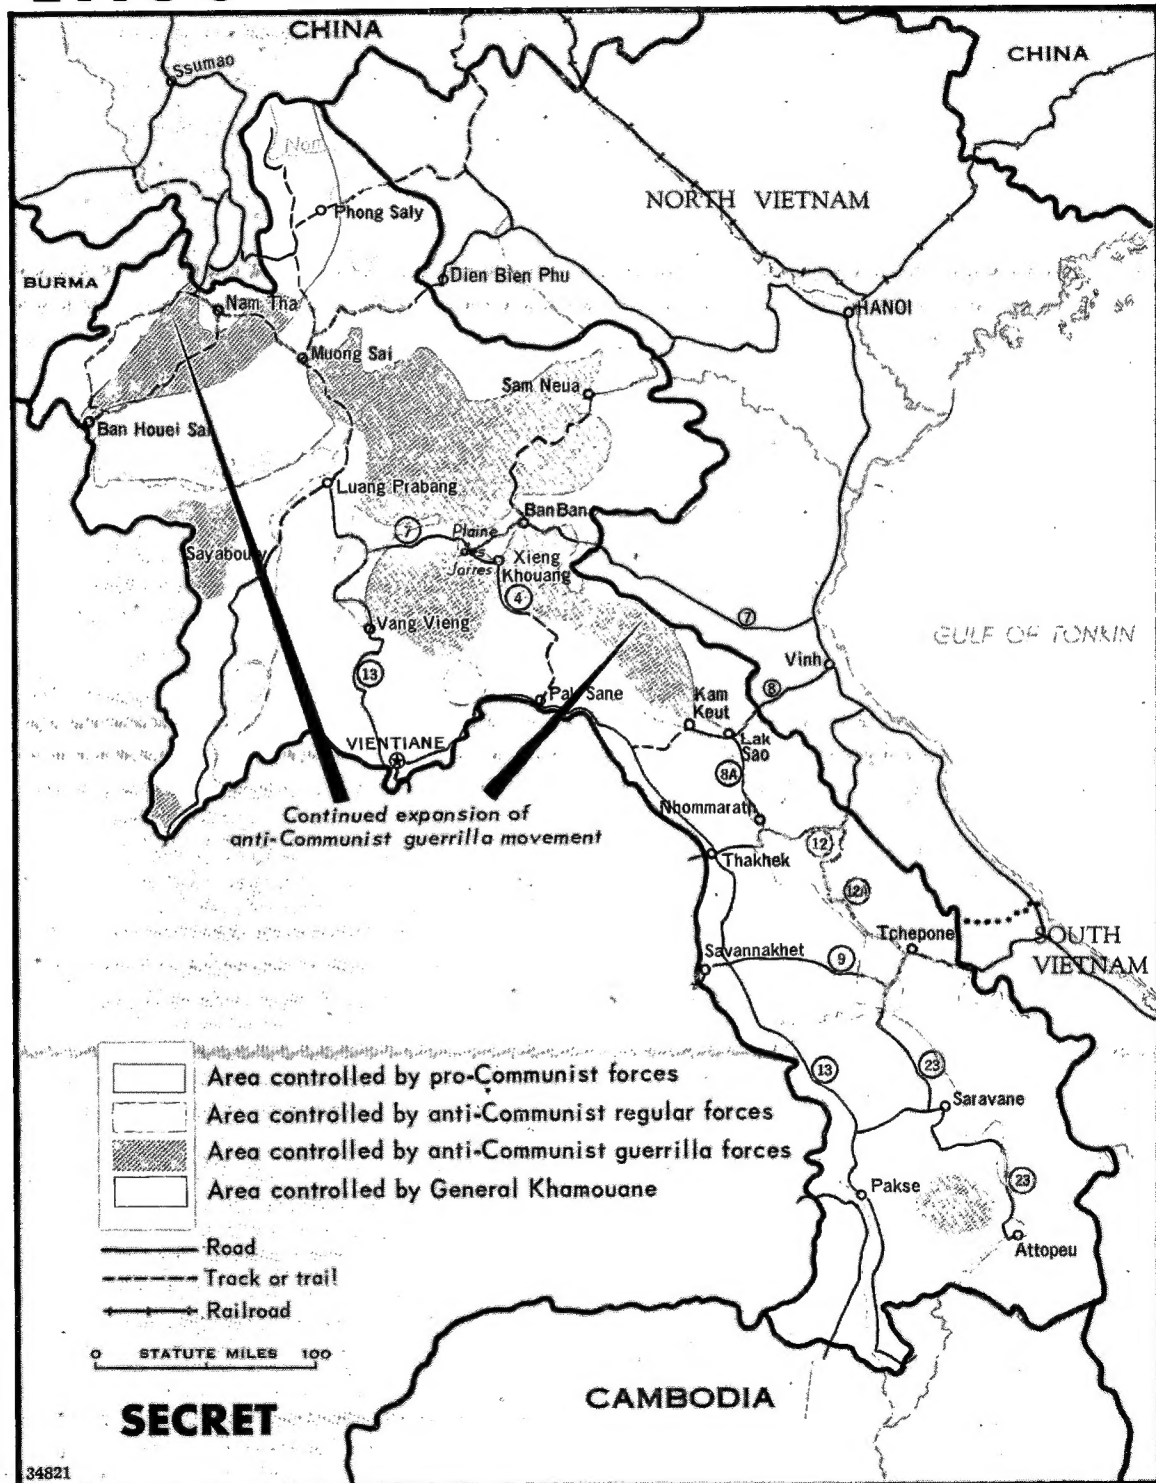 CHINA
CHINA
Ssumao
Phong Saly
NORTH VIETNAM
BURMA
Dien Bien Phu
Nam Tha
HANOI
Muong Sai
Sam Neua
Ban Houei Sai
Luang Prabang
Ban Ban
7
Plaine
des
Jarres
Xieng
Khouang
Sayaboury
4
7
Vang Vieng
GULF OF TONKIN
Vinh
13
8
Pak Sane
Kam
Keut
VIENTIANE
Lak
Sao
8A
Continued expansion of
anti-Communist guerrilla movement
Nhommarath
12
Thakhek
12A
Tchepone
SOUTH
VIETNAM
Savannakhet
9
Area controlled by pro-Communist forces
Area controlled by anti-Communist regular forces
Area controlled by anti-Communist guerrilla forces
Area controlled by General Khamouane
13
23
Saravane
Pakse
23
Attopeu
Road
Track or trail
Railroad
0 STATUTE MILES 100
SECRET
CAMBODIA
34821